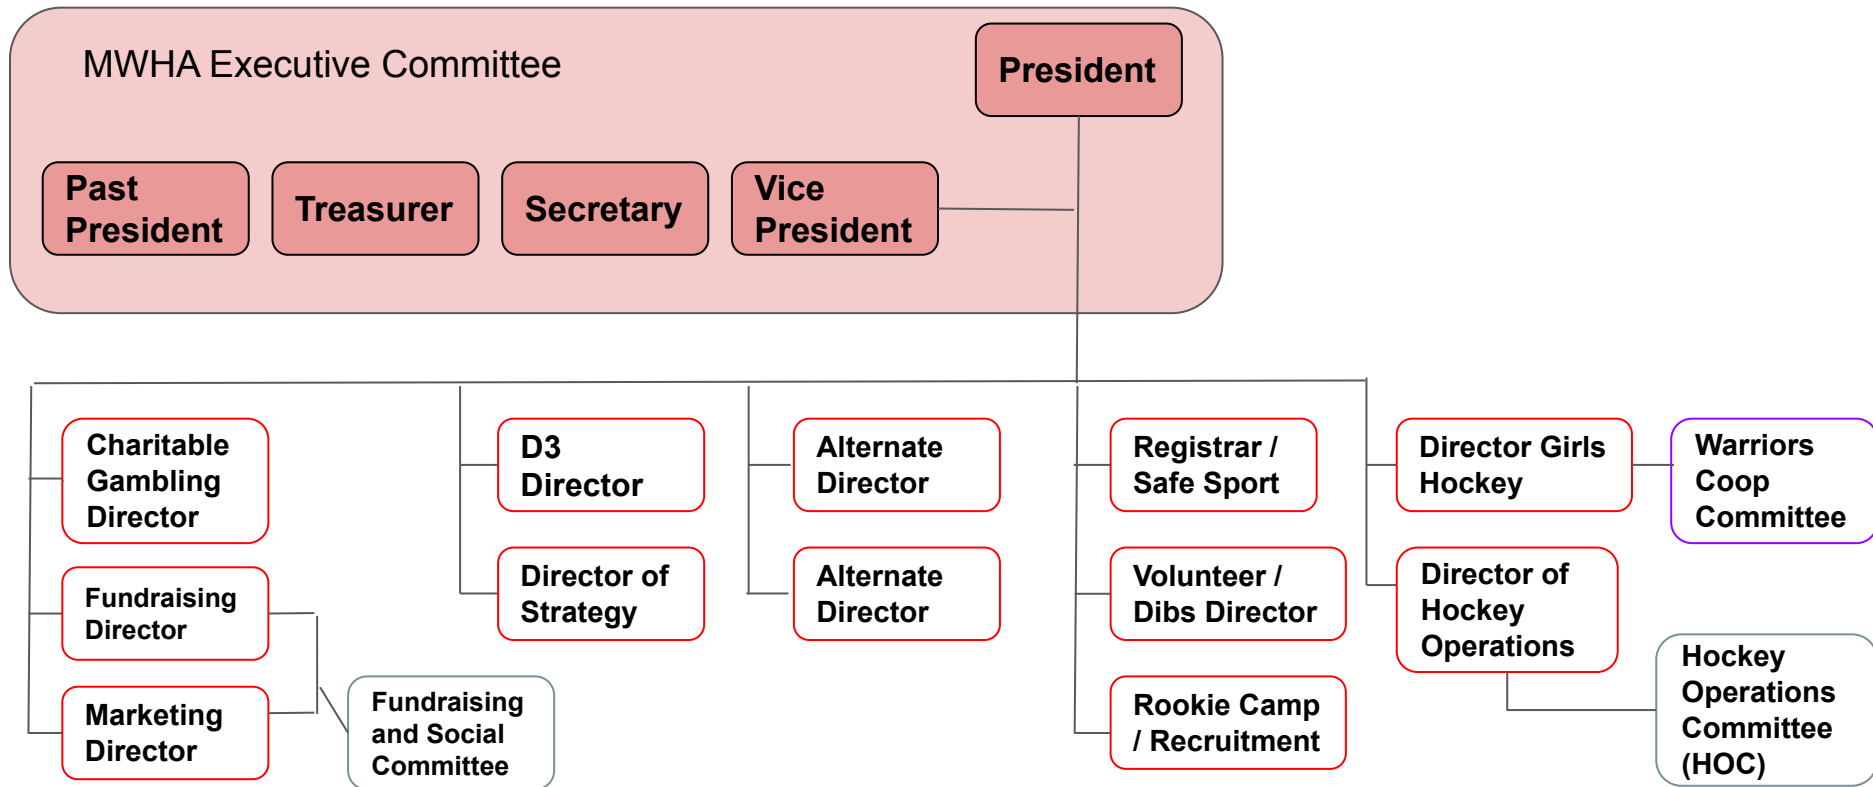 MWHA Executive Committee
President
Past
President
Treasurer
Secretary
Vice
President
Charitable
Gambling
Director
Fundraising
Director
Marketing
Director
Fundraising
and Social
Committee
D3
Director
Director of
Strategy
Alternate
Director
Alternate
Director
Registrar /
Safe Sport
Volunteer /
Dibs Director
Rookie Camp
/ Recruitment
Director Girls
Hockey
Warriors
Coop
Committee
Director of
Hockey
Operations
Hockey
Operations
Committee
(HOC)